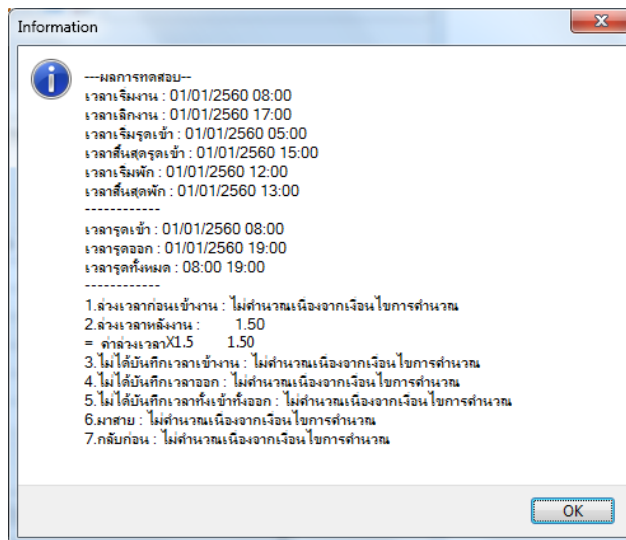 Information
---ผลการทดสอบ--
เวลาเริ่มงาน : 01/01/2560 08:00
เวลาเลิกงาน : 01/01/2560 17:00
เวลาเริ่มรูดเข้า : 01/01/2560 05:00
เวลาสิ้นสุดรูดเข้า : 01/01/2560 15:00
เวลาเริ่มพัก : 01/01/2560 12:00
เวลาสิ้นสุดพัก : 01/01/2560 13:00
------------
เวลารูดเข้า : 01/01/2560 08:00
เวลารูดออก : 01/01/2560 19:00
เวลารูดทั้งหมด : 08:00 19:00
------------
1.ล่วงเวลาก่อนเข้างาน : ไม่คำนวณเนื่องจากเงื่อนไขการคำนวณ
2.ล่วงเวลาหลังงาน : 1.50
= ค่าล่วงเวลาX1.5 1.50
3.ไม่ได้บันทึกเวลาเข้างาน : ไม่คำนวณเนื่องจากเงื่อนไขการคำนวณ
4.ไม่ได้บันทึกเวลาออก : ไม่คำนวณเนื่องจากเงื่อนไขการคำนวณ
5.ไม่ได้บันทึกเวลาทั้งเข้าทั้งออก : ไม่คำนวณเนื่องจากเงื่อนไขการคำนวณ
6.มาสาย : ไม่คำนวณเนื่องจากเงื่อนไขการคำนวณ
7.กลับก่อน : ไม่คำนวณเนื่องจากเงื่อนไขการคำนวณ
OK